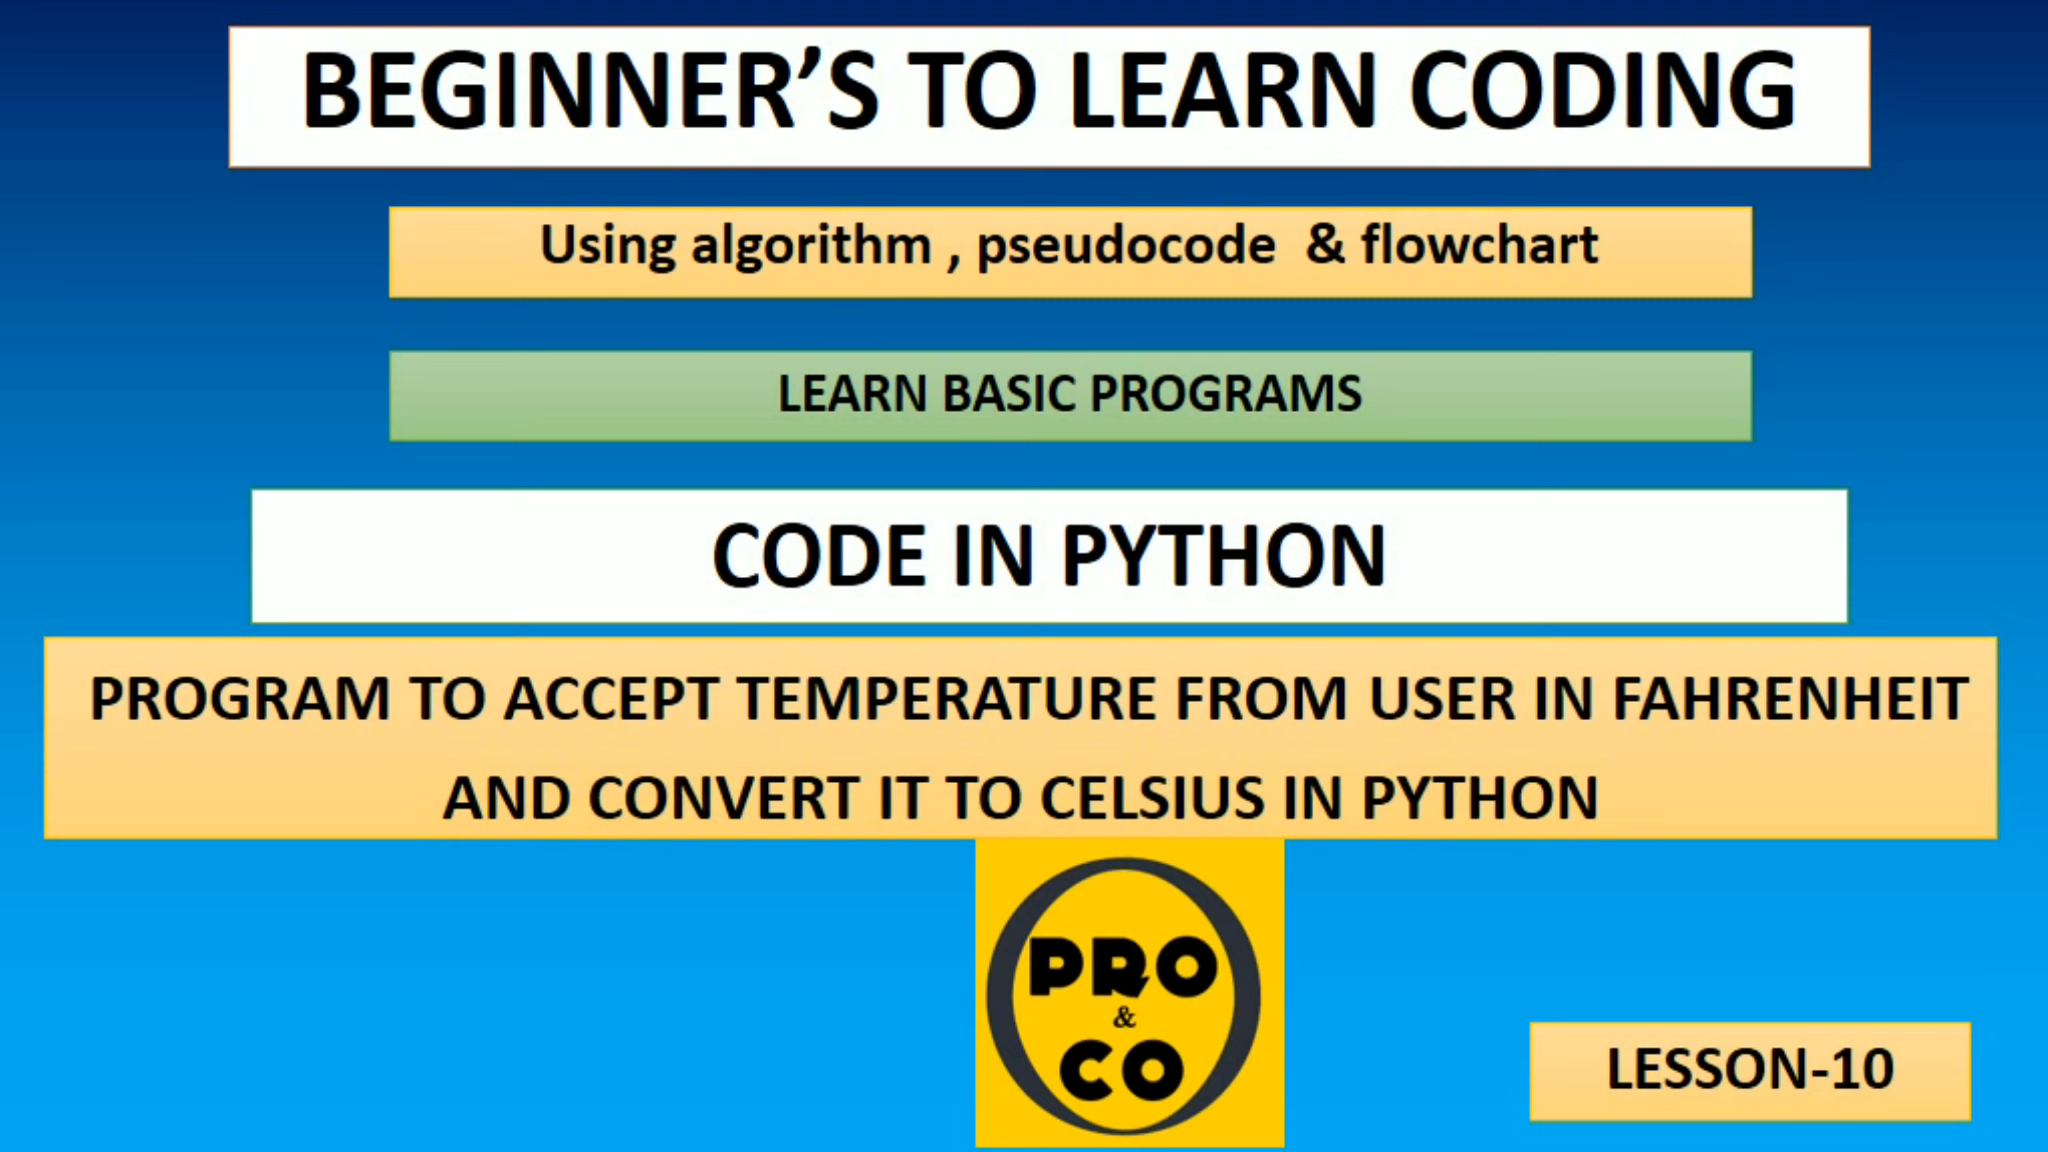 BEGINNER’S TO LEARN CODING
Using algorithm , pseudocode & flowchart
LEARN BASIC PROGRAMS
CODE IN PYTHON
PROGRAM TO ACCEPT TEMPERATURE FROM USER IN FAHRENHEIT
AND CONVERT IT TO CELSIUS IN PYTHON
PRO
&
CO
LESSON-10